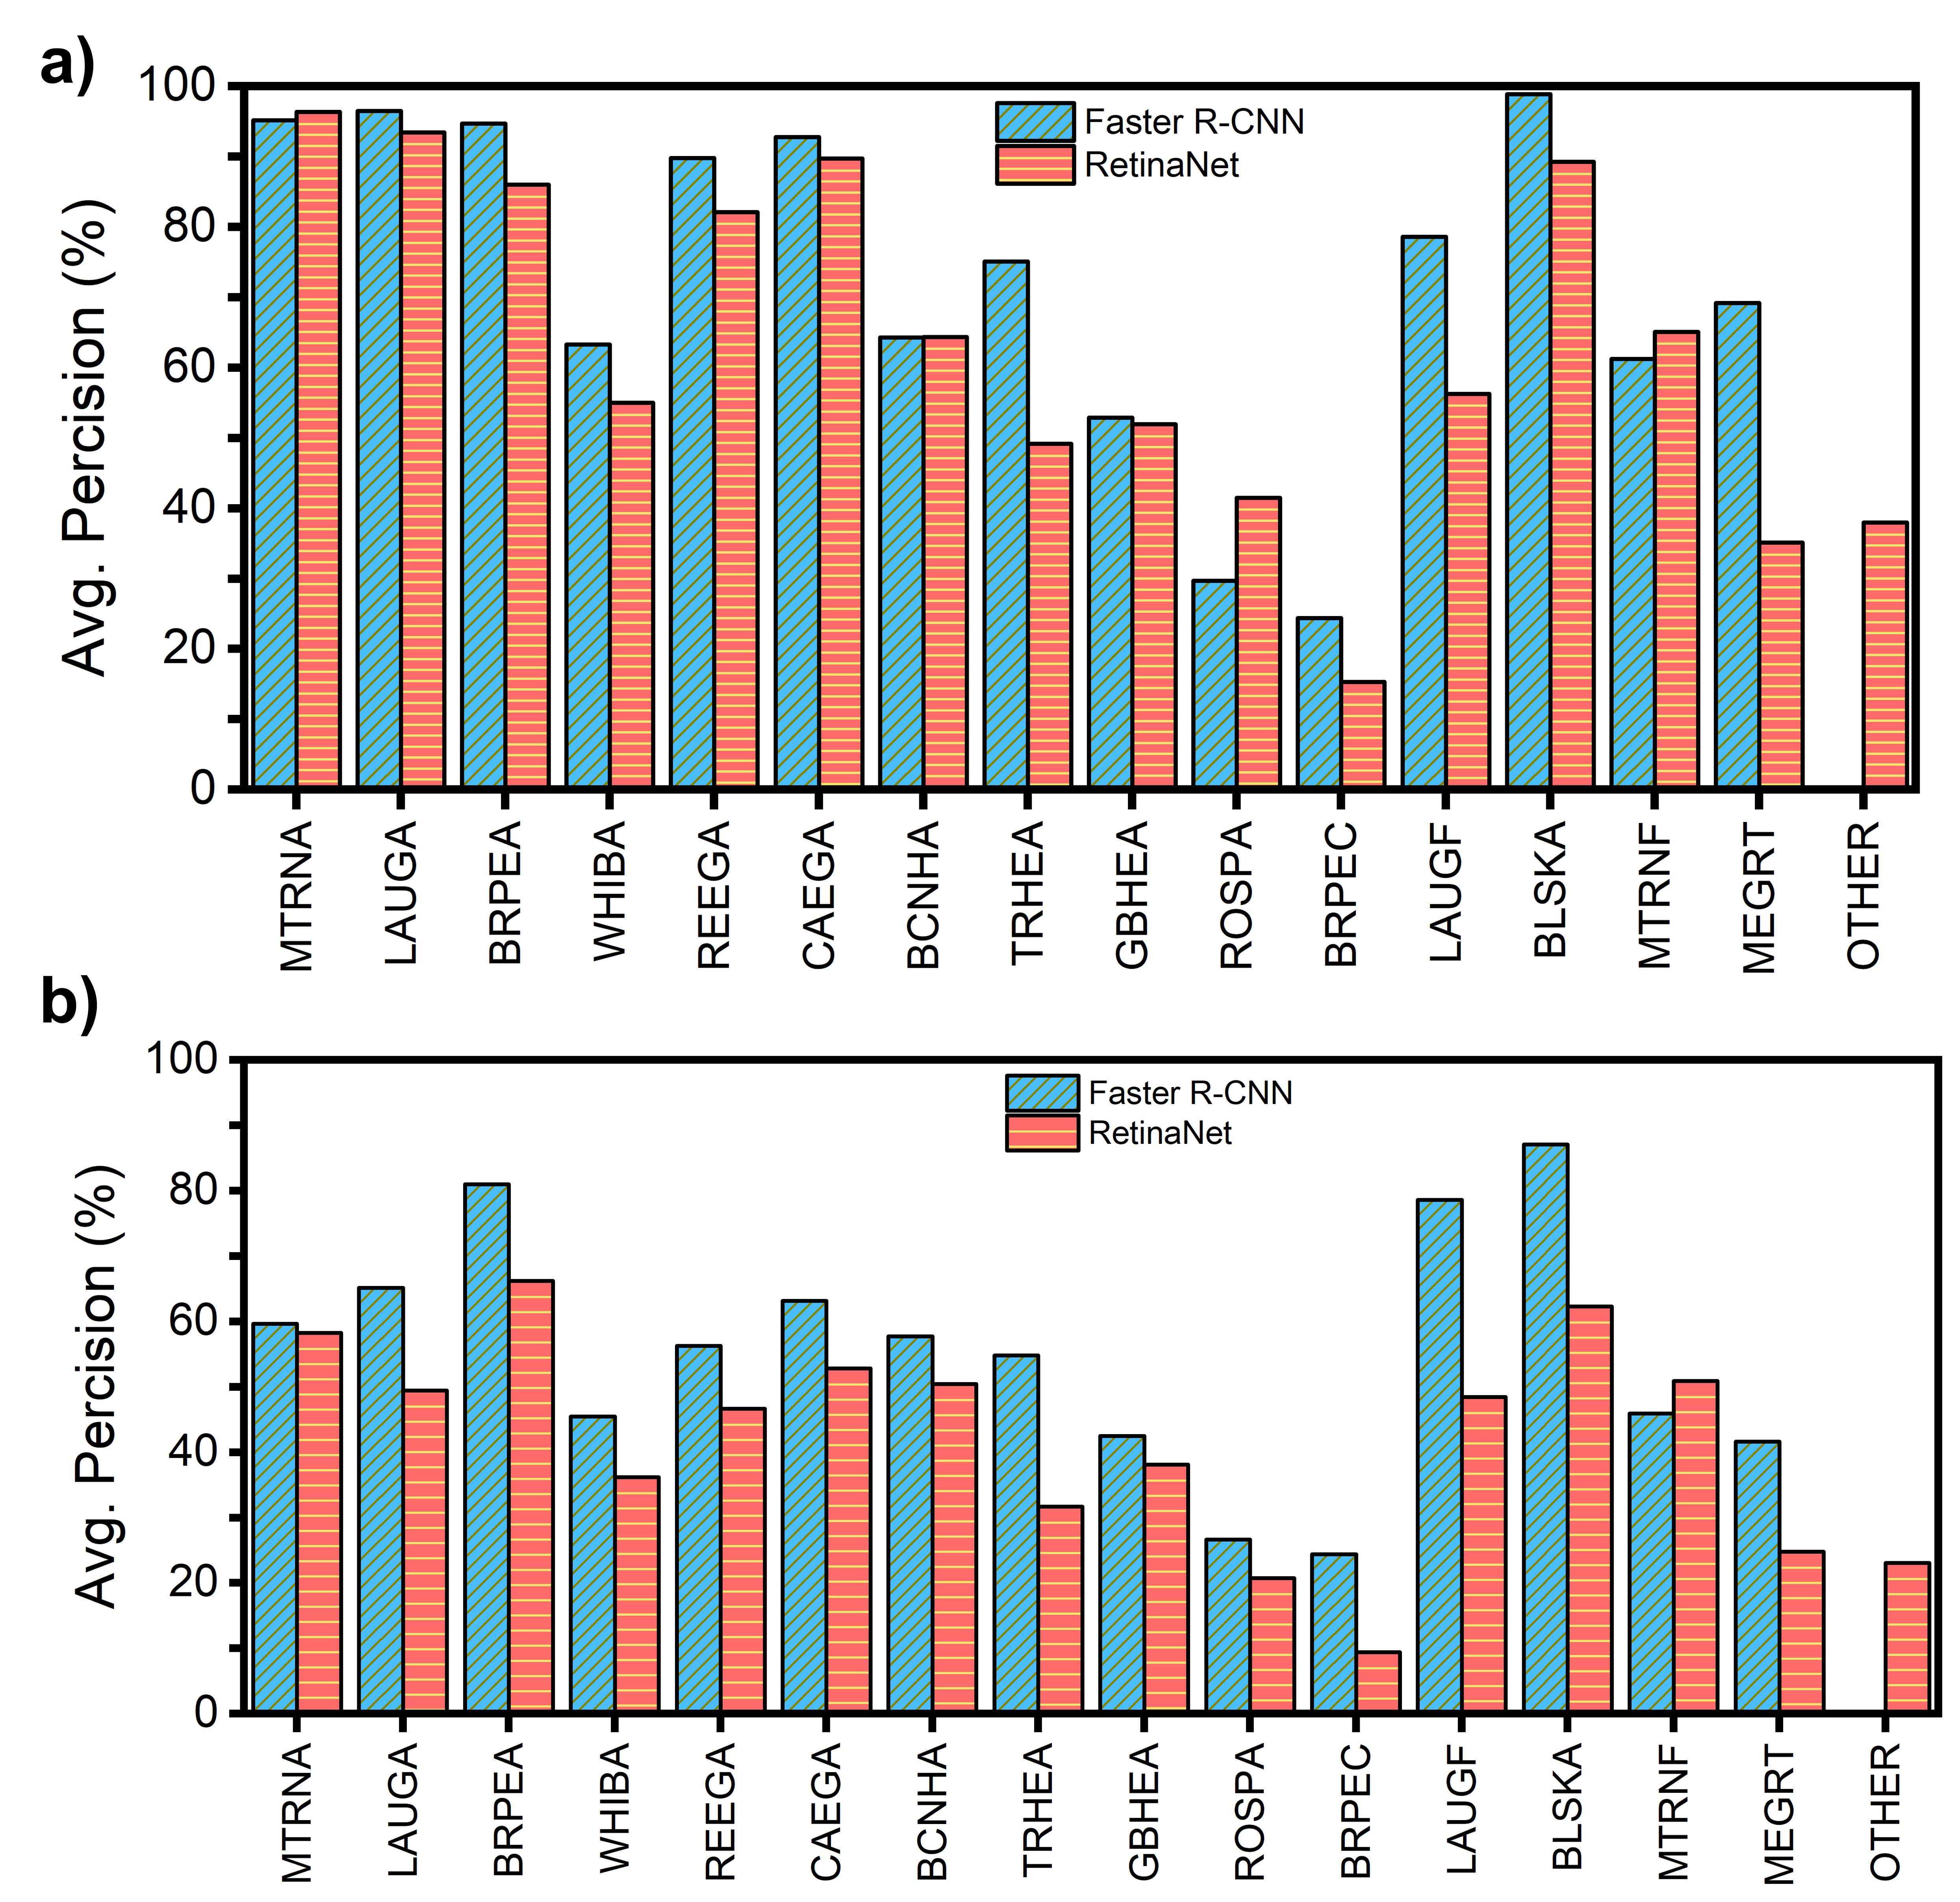 a)
Avg. Percision (%)
100
80
60
40
20
0
Faster R-CNN
RetinaNet
MTRNA
LAUGA
BRPEA
WHIBA
REEGA
CAEGA
BCNHA
TRHEA
GBHEA
ROSPA
BRPEC
LAUGF
BLSKA
MTRNF
MEGRT
OTHER
b)
Avg. Percision (%)
100
80
60
40
20
0
Faster R-CNN
RetinaNet
MTRNA
LAUGA
BRPEA
WHIBA
REEGA
CAEGA
BCNHA
TRHEA
GBHEA
ROSPA
BRPEC
LAUGF
BLSKA
MTRNF
MEGRT
OTHER